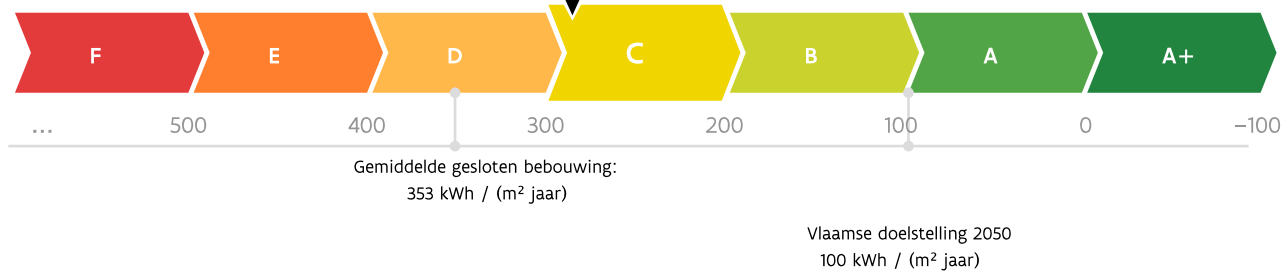 F E D C B A A+
... 500 400 300 200 100 0 –100
Gemiddelde gesloten bebouwing:
353 kWh / (m² jaar)
Vlaamse doelstelling 2050
100 kWh / (m² jaar)